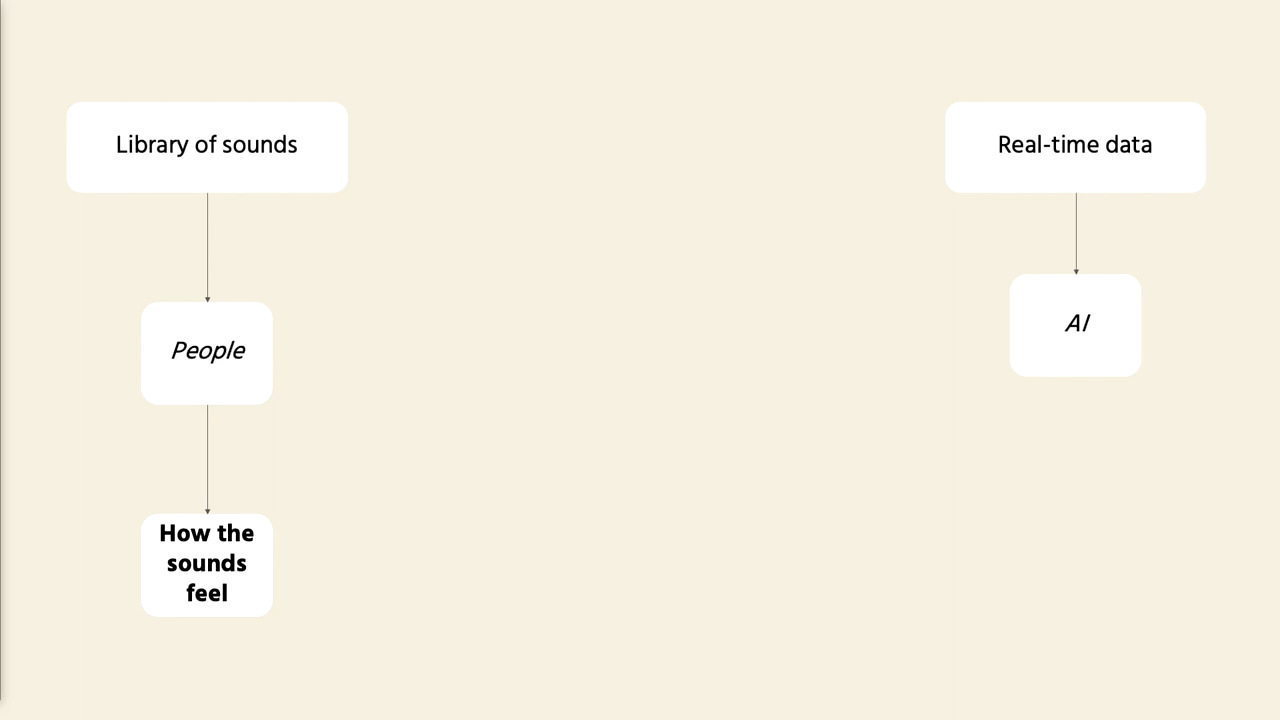 Library of sounds
Real-time data
People
AI
How the
sounds
feel